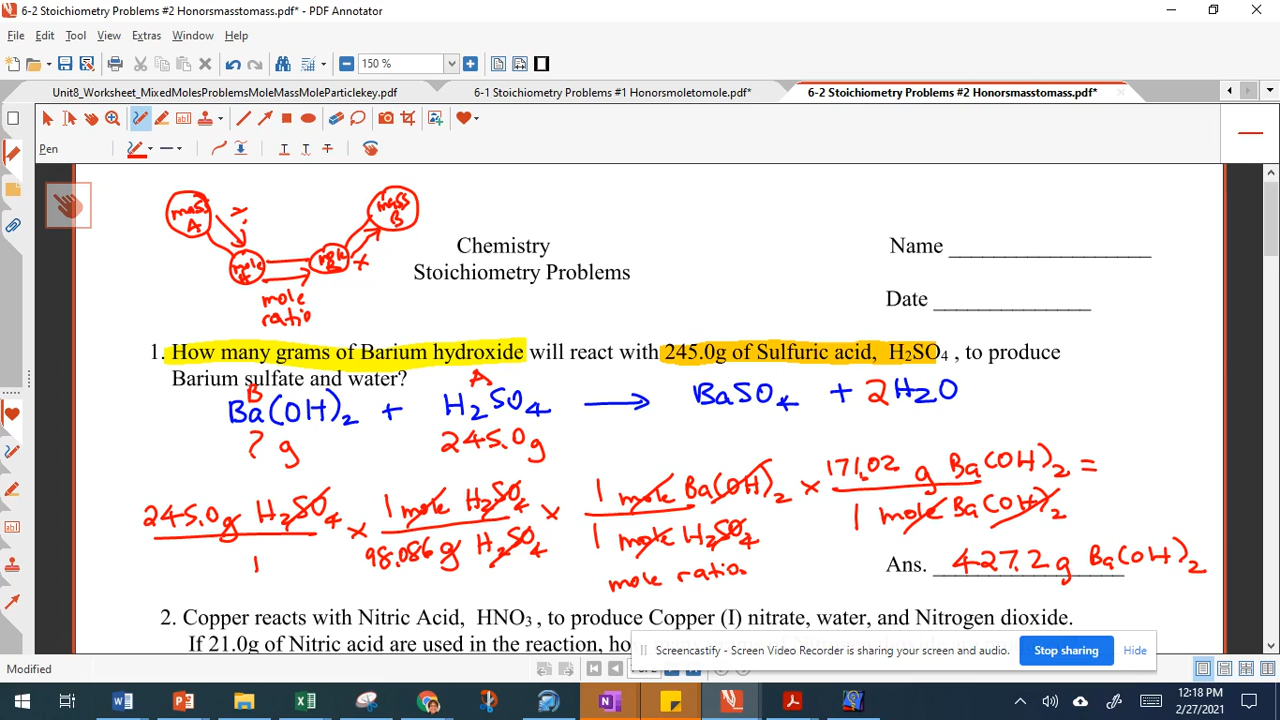 6-2 Stoichiometry Problems #2 Honorsmasstomass.pdf* - PDF Annotator
File Edit Tool View Extras Window Help
150 %
Unit8_Worksheet_MixedMolesProblemsMoleMassMoleParticlekey.pdf 6-1 Stoichiometry Problems #1 Honorsmoletomole.pdf* 6-2 Stoichiometry Problems #2 Honorsmasstomass.pdf*
Pen
mass A ÷ mass B
mole A mole B x
mole ratio
Chemistry
Stoichiometry Problems
Name
Date
1. How many grams of Barium hydroxide will react with 245.0g of Sulfuric acid, H₂SO₄ , to produce
Barium sulfate and water?
B A
Ba(OH)₂ + H₂SO₄ → BaSO₄ + 2H₂O
? g 245.0g
245.0g H₂SO₄ / 1 × 1 mole H₂SO₄ / 98.086 g H₂SO₄ × 1 mole Ba(OH)₂ / 1 mole H₂SO₄ × 171.02 g Ba(OH)₂ / 1 mole Ba(OH)₂ =
mole ratio
Ans. 427.2 g Ba(OH)₂
2. Copper reacts with Nitric Acid, HNO₃ , to produce Copper (I) nitrate, water, and Nitrogen dioxide.
If 21.0g of Nitric acid are used in the reaction,
Screencastify - Screen Video Recorder is sharing your screen and audio. Stop sharing Hide
Modified
12:18 PM
2/27/2021